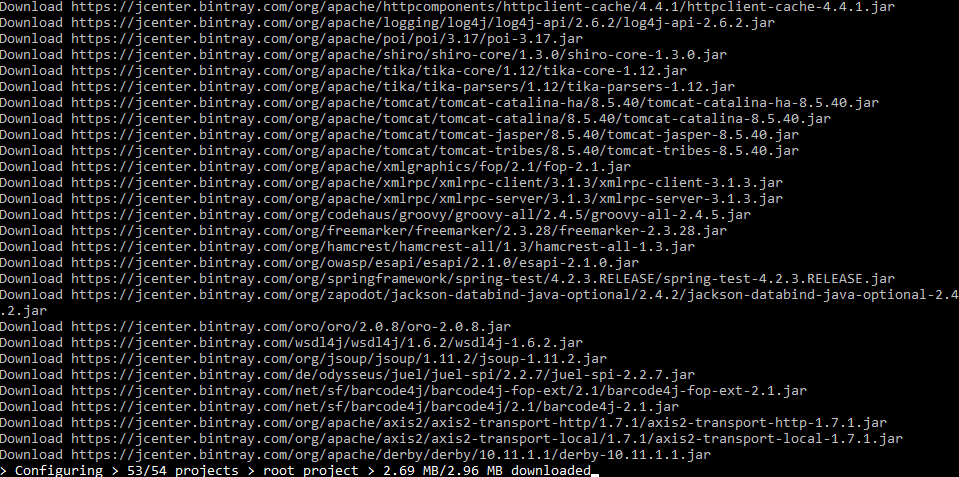 Download https://jcenter.bintray.com/org/apache/httpcomponents/httpclient-cache/4.4.1/httpclient-cache-4.4.1.jar
Download https://jcenter.bintray.com/org/apache/logging/log4j/log4j-api/2.6.2/log4j-api-2.6.2.jar
Download https://jcenter.bintray.com/org/apache/poi/poi/3.17/poi-3.17.jar
Download https://jcenter.bintray.com/org/apache/shiro/shiro-core/1.3.0/shiro-core-1.3.0.jar
Download https://jcenter.bintray.com/org/apache/tika/tika-core/1.12/tika-core-1.12.jar
Download https://jcenter.bintray.com/org/apache/tika/tika-parsers/1.12/tika-parsers-1.12.jar
Download https://jcenter.bintray.com/org/apache/tomcat/tomcat-catalina-ha/8.5.40/tomcat-catalina-ha-8.5.40.jar
Download https://jcenter.bintray.com/org/apache/tomcat/tomcat-catalina/8.5.40/tomcat-catalina-8.5.40.jar
Download https://jcenter.bintray.com/org/apache/tomcat/tomcat-jasper/8.5.40/tomcat-jasper-8.5.40.jar
Download https://jcenter.bintray.com/org/apache/tomcat/tomcat-tribes/8.5.40/tomcat-tribes-8.5.40.jar
Download https://jcenter.bintray.com/org/apache/xmlgraphics/fop/2.1/fop-2.1.jar
Download https://jcenter.bintray.com/org/apache/xmlrpc/xmlrpc-client/3.1.3/xmlrpc-client-3.1.3.jar
Download https://jcenter.bintray.com/org/apache/xmlrpc/xmlrpc-server/3.1.3/xmlrpc-server-3.1.3.jar
Download https://jcenter.bintray.com/org/codehaus/groovy/groovy-all/2.4.5/groovy-all-2.4.5.jar
Download https://jcenter.bintray.com/org/freemarker/freemarker/2.3.28/freemarker-2.3.28.jar
Download https://jcenter.bintray.com/org/hamcrest/hamcrest-all/1.3/hamcrest-all-1.3.jar
Download https://jcenter.bintray.com/org/owasp/esapi/esapi/2.1.0/esapi-2.1.0.jar
Download https://jcenter.bintray.com/org/springframework/spring-test/4.2.3.RELEASE/spring-test-4.2.3.RELEASE.jar
Download https://jcenter.bintray.com/org/zapodot/jackson-databind-java-optional/2.4.2/jackson-databind-java-optional-2.4
.2.jar
Download https://jcenter.bintray.com/oro/oro/2.0.8/oro-2.0.8.jar
Download https://jcenter.bintray.com/wsdl4j/wsdl4j/1.6.2/wsdl4j-1.6.2.jar
Download https://jcenter.bintray.com/org/jsoup/jsoup/1.11.2/jsoup-1.11.2.jar
Download https://jcenter.bintray.com/de/odysseus/juel/juel-spi/2.2.7/juel-spi-2.2.7.jar
Download https://jcenter.bintray.com/net/sf/barcode4j/barcode4j-fop-ext/2.1/barcode4j-fop-ext-2.1.jar
Download https://jcenter.bintray.com/net/sf/barcode4j/barcode4j/2.1/barcode4j-2.1.jar
Download https://jcenter.bintray.com/org/apache/axis2/axis2-transport-http/1.7.1/axis2-transport-http-1.7.1.jar
Download https://jcenter.bintray.com/org/apache/axis2/axis2-transport-local/1.7.1/axis2-transport-local-1.7.1.jar
Download https://jcenter.bintray.com/org/apache/derby/derby/10.11.1.1/derby-10.11.1.1.jar
> Configuring > 53/54 projects > root project > 2.69 MB/2.96 MB downloaded